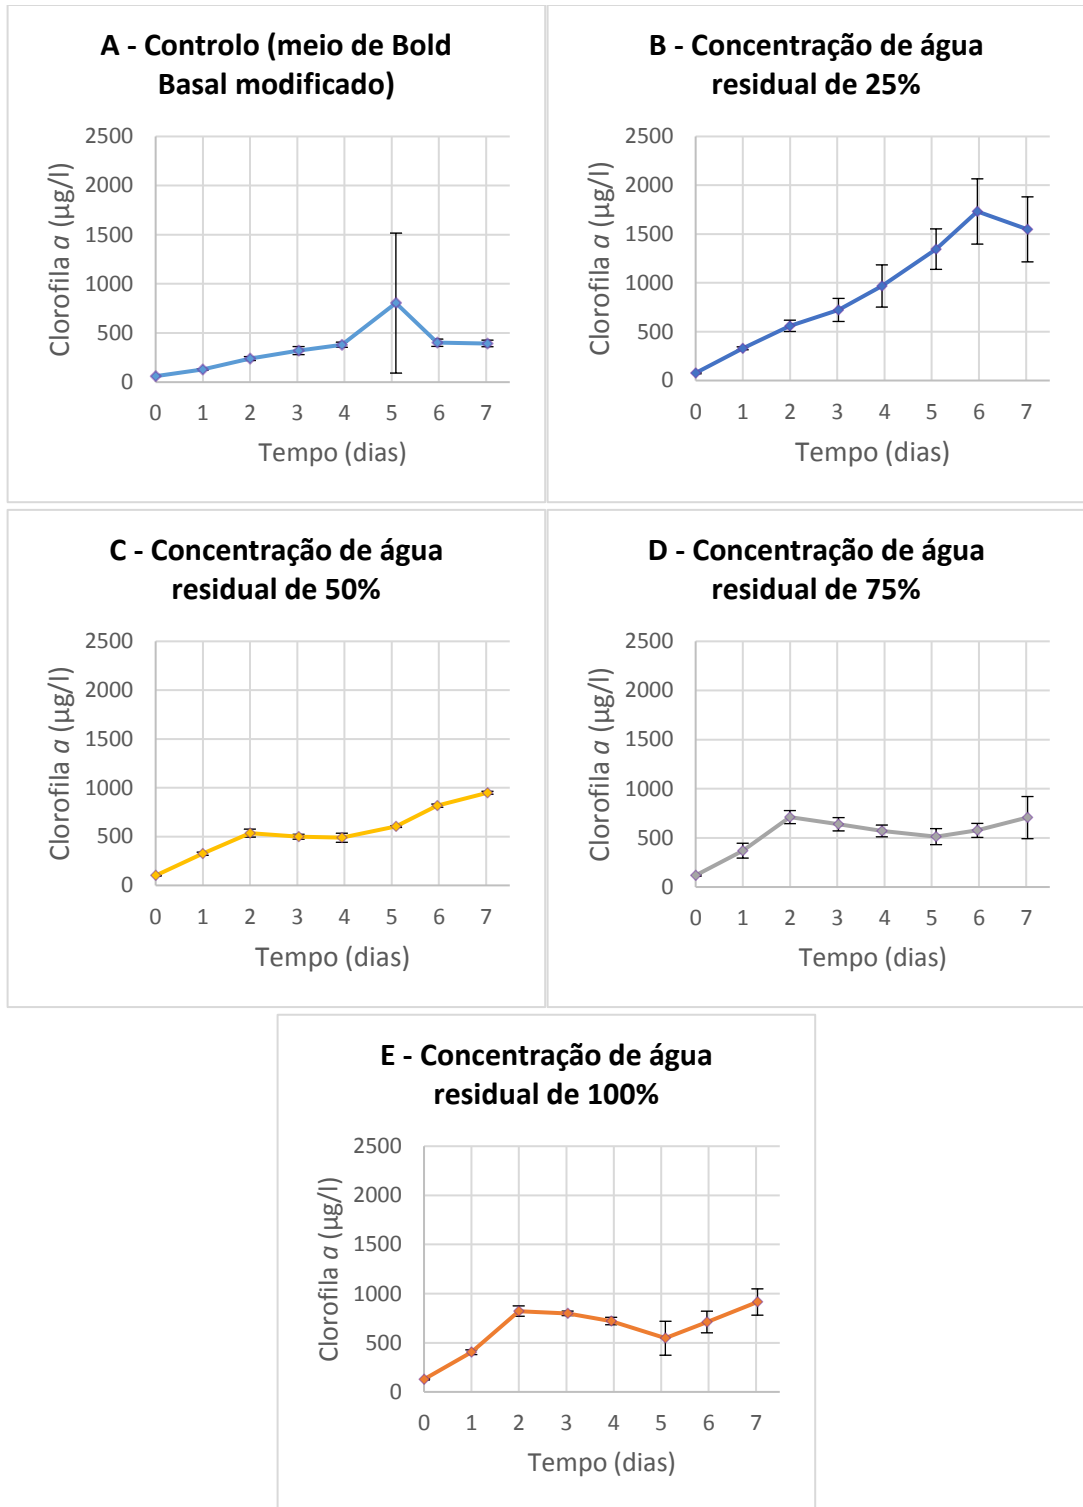 A - Controlo (meio de Bold
Basal modificado)
2500
2000
1500
1000
500
0
Clorofila a (µg/l)
0 1 2 3 4 5 6 7
Tempo (dias)
B - Concentração de água
residual de 25%
2500
2000
1500
1000
500
0
Clorofila a (µg/l)
0 1 2 3 4 5 6 7
Tempo (dias)
C - Concentração de água
residual de 50%
2500
2000
1500
1000
500
0
Clorofila a (µg/l)
0 1 2 3 4 5 6 7
Tempo (dias)
D - Concentração de água
residual de 75%
2500
2000
1500
1000
500
0
Clorofila a (µg/l)
0 1 2 3 4 5 6 7
Tempo (dias)
E - Concentração de água
residual de 100%
2500
2000
1500
1000
500
0
Clorofila a (µg/l)
0 1 2 3 4 5 6 7
Tempo (dias)